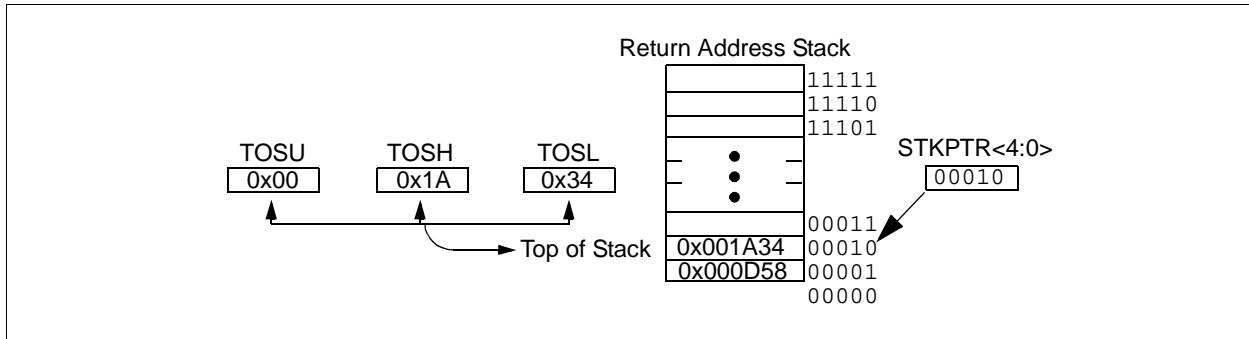 Return Address Stack
11111
11110
11101
TOSU TOSH TOSL STKPTR<4:0>
0x00 0x1A 0x34 00010
00011
Top of Stack 0x001A34 00010
0x000D58 00001
00000